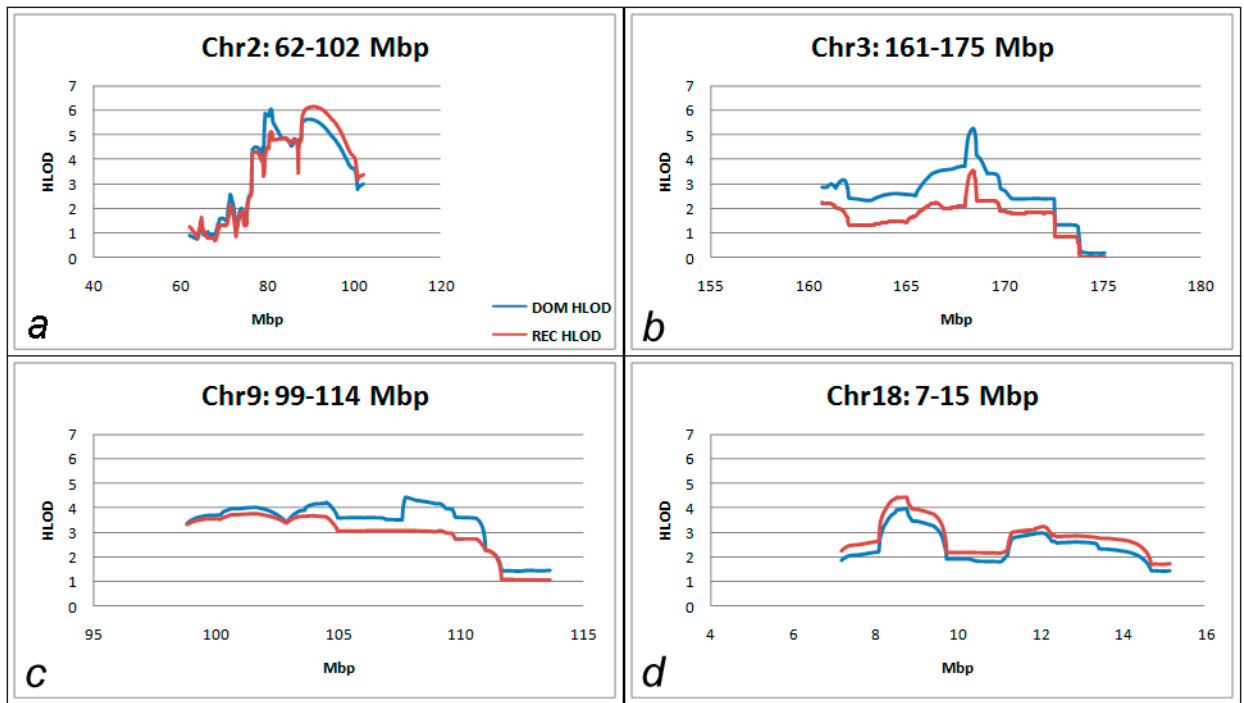 Chr2: 62-102 Mbp
7
6
5
4
3
2
1
0
HLOD
40 60 80 100 120
Mbp
DOM HLOD
REC HLOD
a
Chr3: 161-175 Mbp
7
6
5
4
3
2
1
0
HLOD
155 160 165 170 175 180
Mbp
b
Chr9: 99-114 Mbp
7
6
5
4
3
2
1
0
HLOD
95 100 105 110 115
Mbp
c
Chr18: 7-15 Mbp
7
6
5
4
3
2
1
0
HLOD
4 6 8 10 12 14 16
Mbp
d